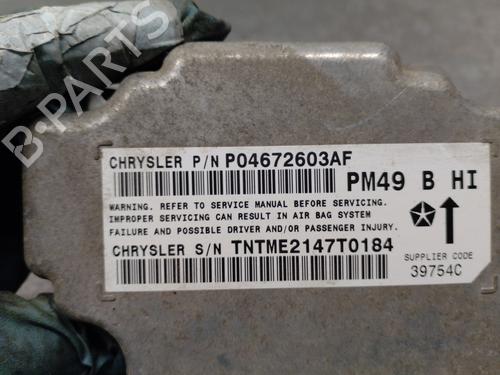 B-PARTS
CHRYSLER P/N P04672603AF
PM49 B HI
WARNING. REFER TO SERVICE MANUAL BEFORE SERVICING.
IMPROPER SERVICING CAN RESULT IN AIR BAG SYSTEM
FAILURE AND POSSIBLE DRIVER AND/OR PASSENGER INJURY.
CHRYSLER S/N TNTME2147T0184
SUPPLIER CODE
39754C